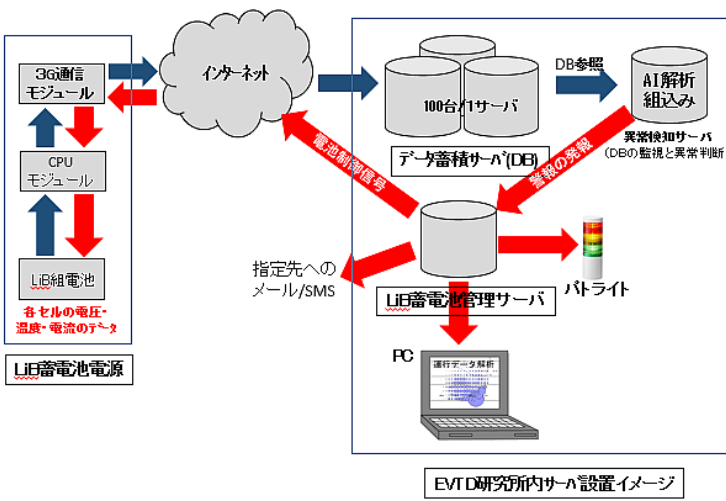 3G通信
モジュール
CPU
モジュール
LiB組電池
各セルの電圧・
温度・電流のデータ
LiB蓄電池電源
インターネット
100台/1サーバ
データ蓄積サーバ(DB)
DB参照
AI解析
組込み
異常検知サーバ
(DBの監視と異常判断
電池制御信号
警報の発報
指定先への
メール/SMS
LiB蓄電池管理サーバ
パトライト
PC
運行データ解析
EVTD研究所内サーバ設置イメージ